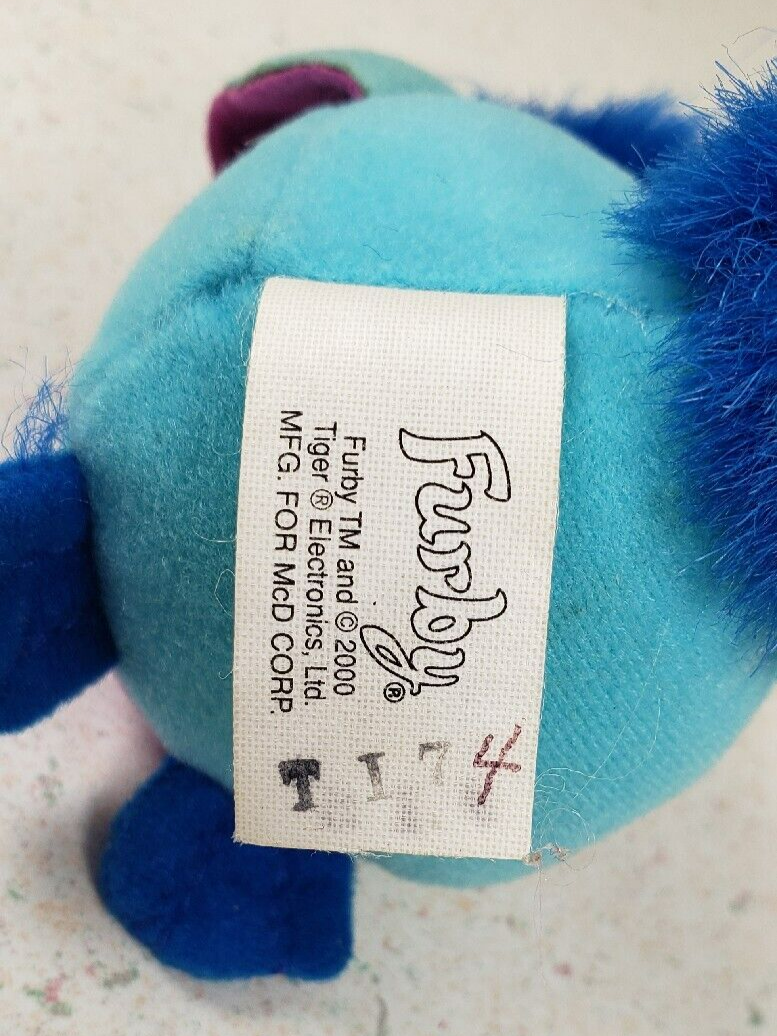 Furby®
Furby TM and © 2000
Tiger ® Electronics, Ltd.
MFG. FOR McD CORP.
T I 7 4